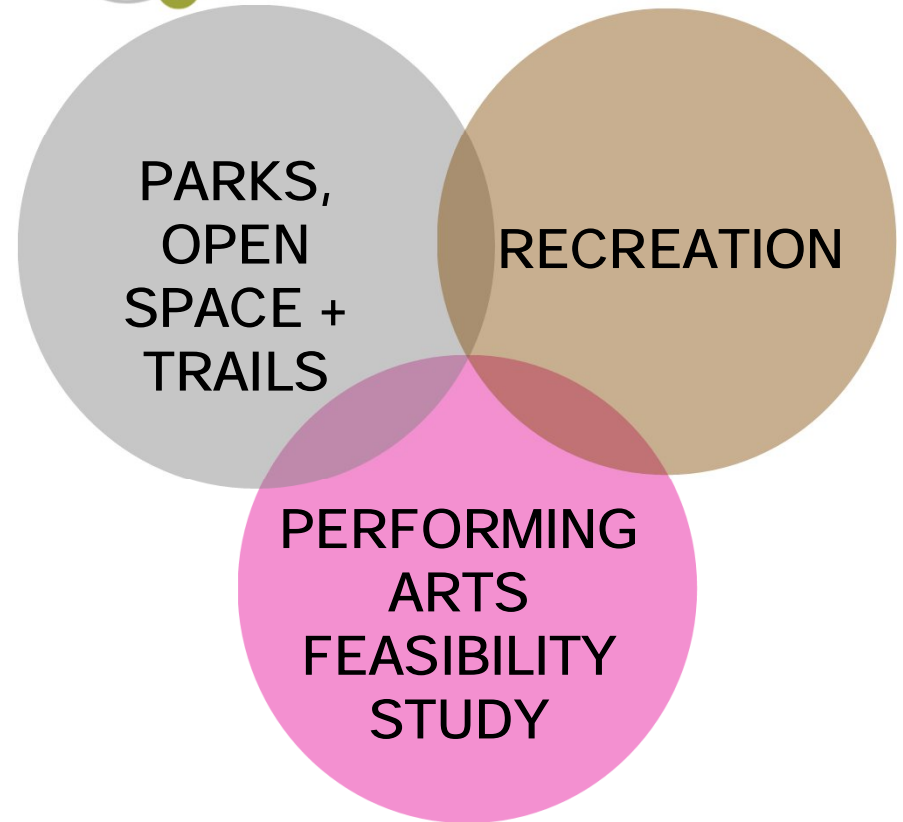 PARKS,
OPEN
SPACE +
TRAILS
RECREATION
PERFORMING
ARTS
FEASIBILITY
STUDY